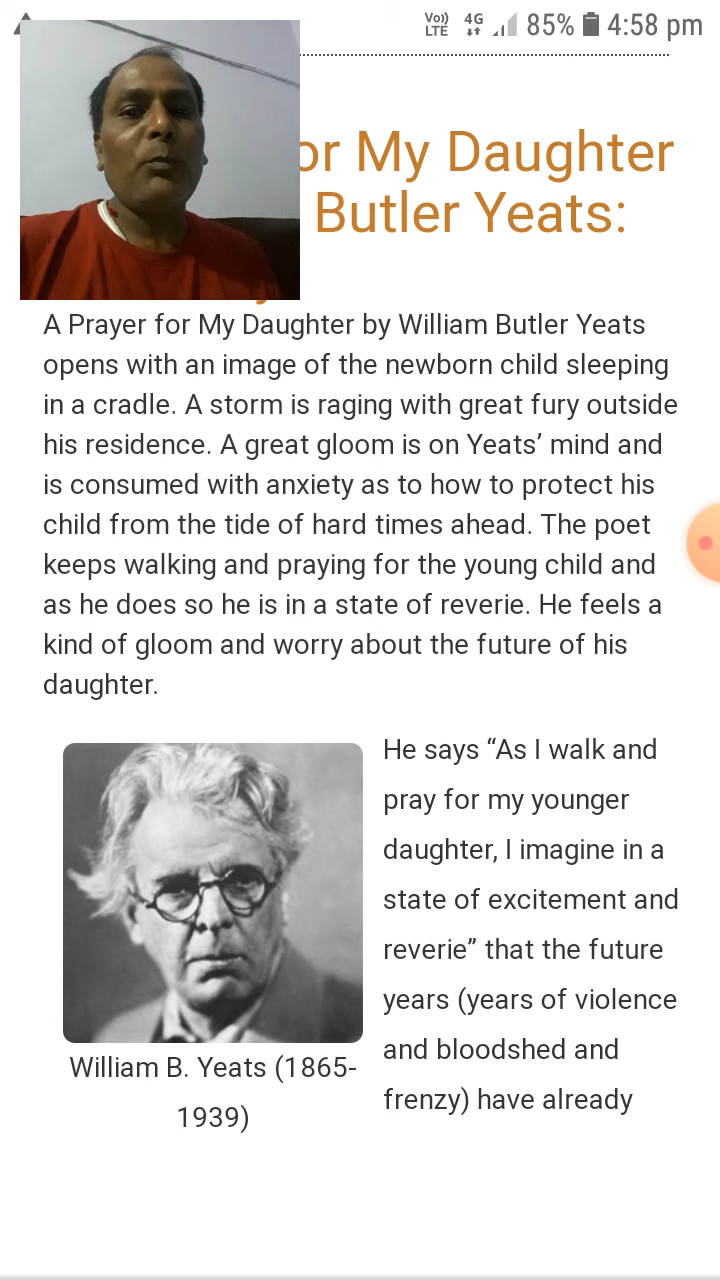 Vo)) LTE 4G 85% 4:58 pm
or My Daughter
Butler Yeats:
A Prayer for My Daughter by William Butler Yeats
opens with an image of the newborn child sleeping
in a cradle. A storm is raging with great fury outside
his residence. A great gloom is on Yeats’ mind and
is consumed with anxiety as to how to protect his
child from the tide of hard times ahead. The poet
keeps walking and praying for the young child and
as he does so he is in a state of reverie. He feels a
kind of gloom and worry about the future of his
daughter.
He says “As I walk and
pray for my younger
daughter, I imagine in a
state of excitement and
reverie” that the future
years (years of violence
and bloodshed and
frenzy) have already
William B. Yeats (1865-
1939)